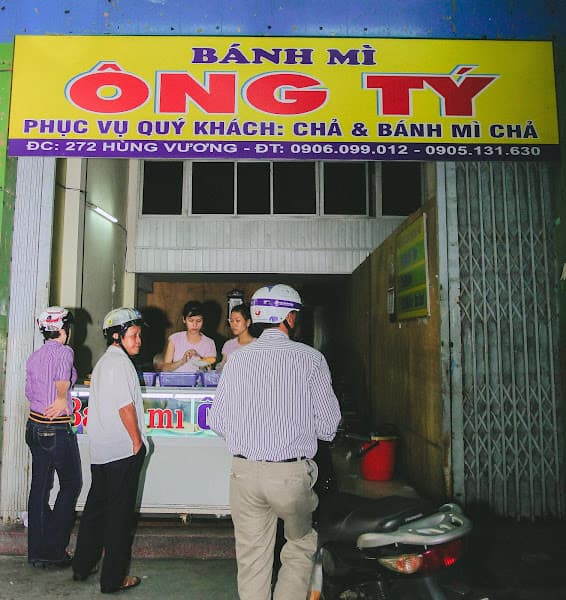 BÁNH MÌ
ÔNG TÝ
PHỤC VỤ QUÝ KHÁCH: CHẢ & BÁNH MÌ CHẢ
ĐC: 272 HÙNG VƯƠNG - ĐT: 0906.099.012 - 0905.131.630